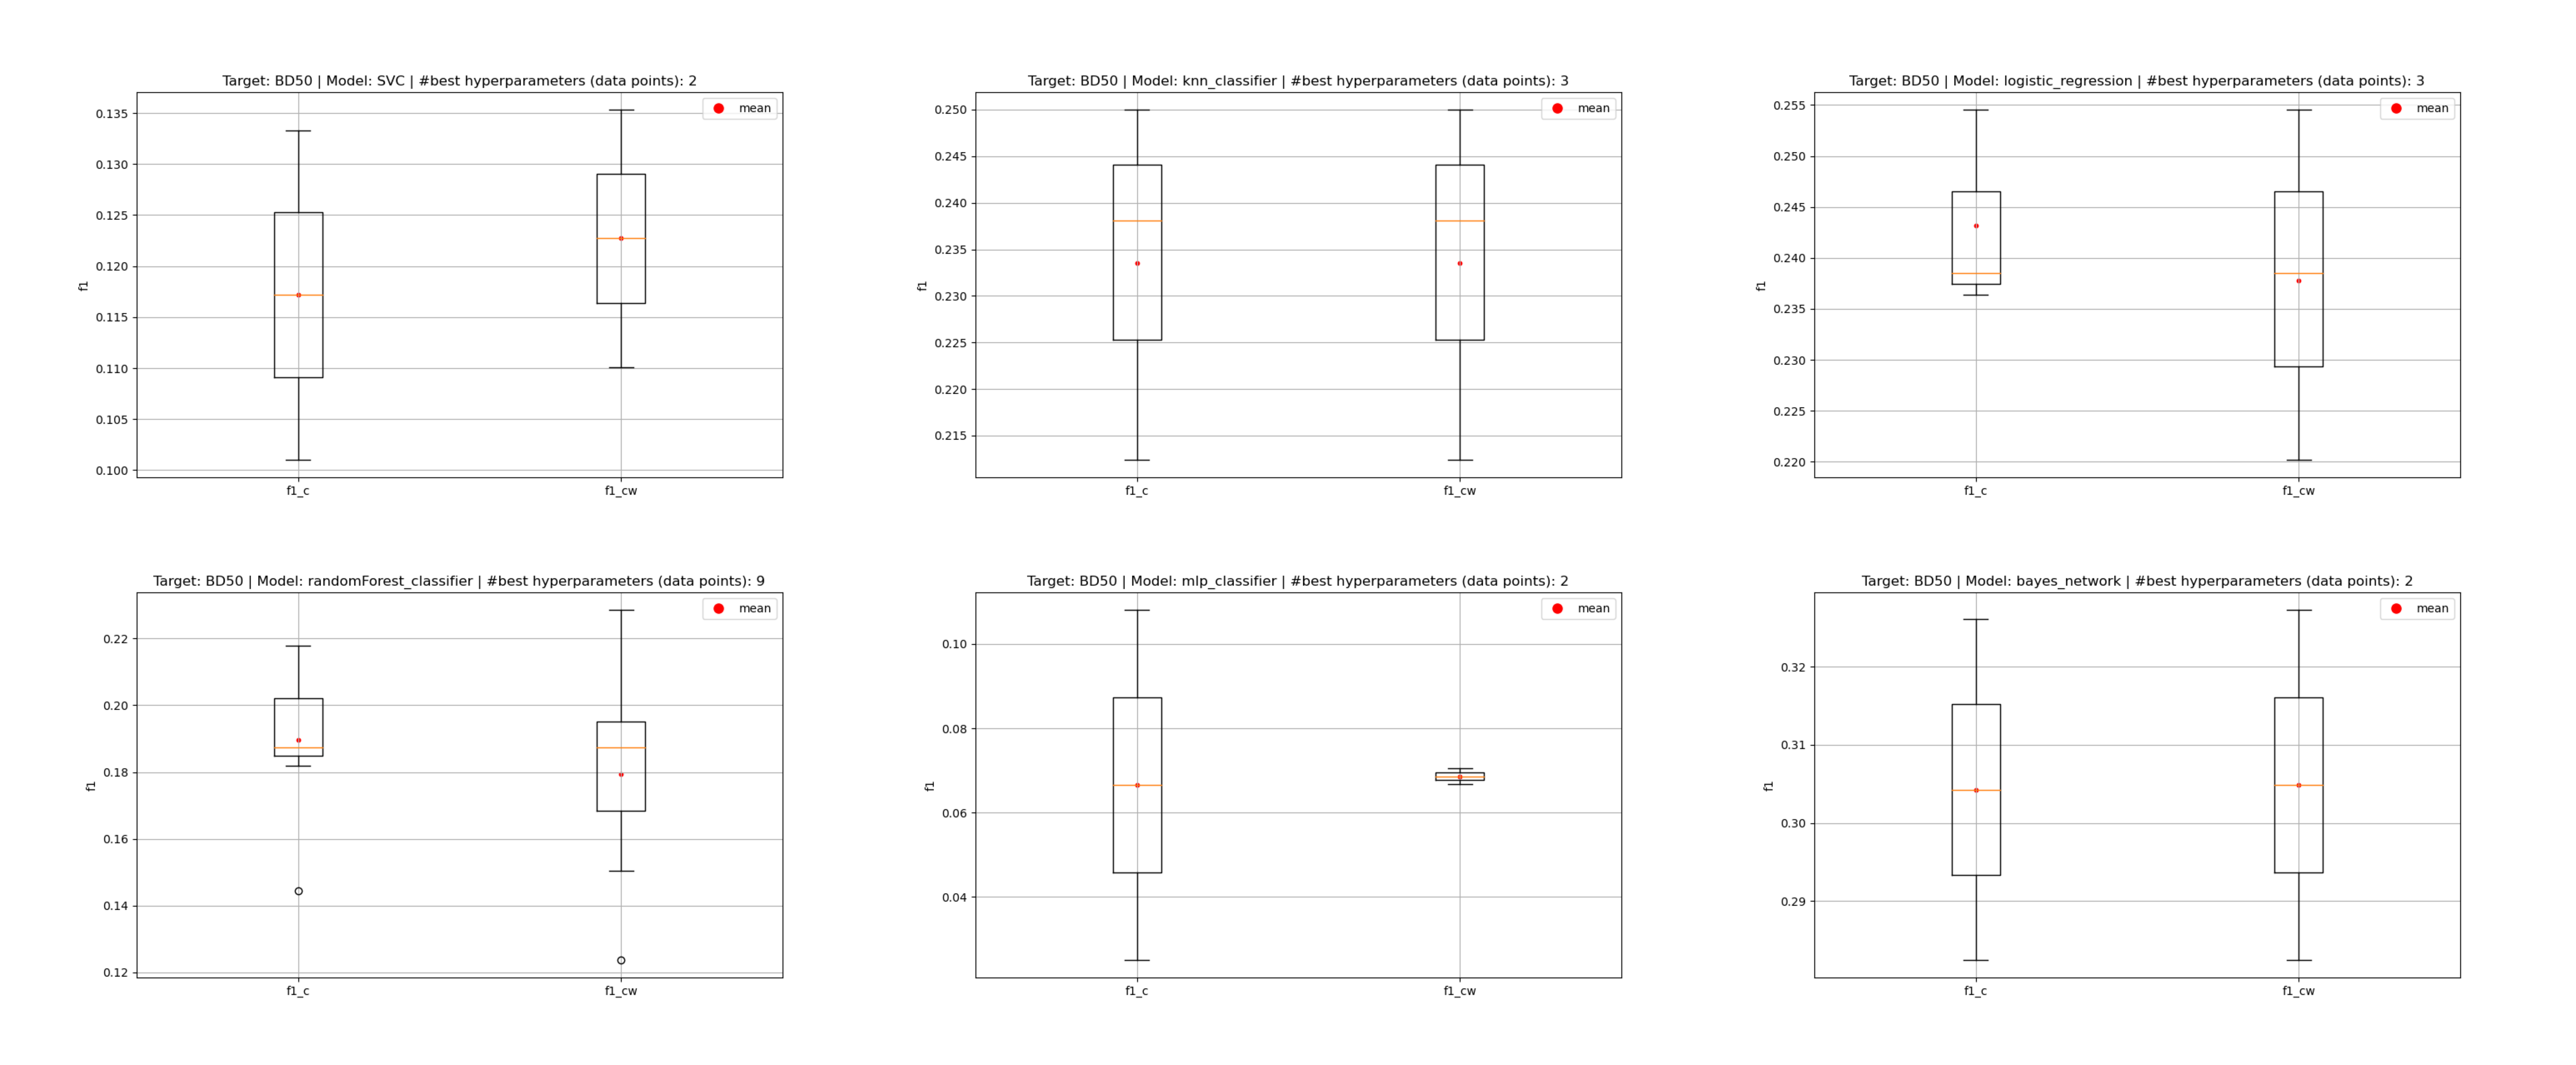 Target: BD50 | Model: SVC | #best hyperparameters (data points): 2
mean
0.135
0.130
0.125
0.120
0.115
0.110
0.105
0.100
f1
f1_c
f1_cw
Target: BD50 | Model: knn_classifier | #best hyperparameters (data points): 3
mean
0.250
0.245
0.240
0.235
0.230
0.225
0.220
0.215
f1
f1_c
f1_cw
Target: BD50 | Model: logistic_regression | #best hyperparameters (data points): 3
mean
0.255
0.250
0.245
0.240
0.235
0.230
0.225
0.220
f1
f1_c
f1_cw
Target: BD50 | Model: randomForest_classifier | #best hyperparameters (data points): 9
mean
0.22
0.20
0.18
0.16
0.14
0.12
f1
f1_c
f1_cw
Target: BD50 | Model: mlp_classifier | #best hyperparameters (data points): 2
mean
0.10
0.08
0.06
0.04
f1
f1_c
f1_cw
Target: BD50 | Model: bayes_network | #best hyperparameters (data points): 2
mean
0.32
0.31
0.30
0.29
f1
f1_c
f1_cw